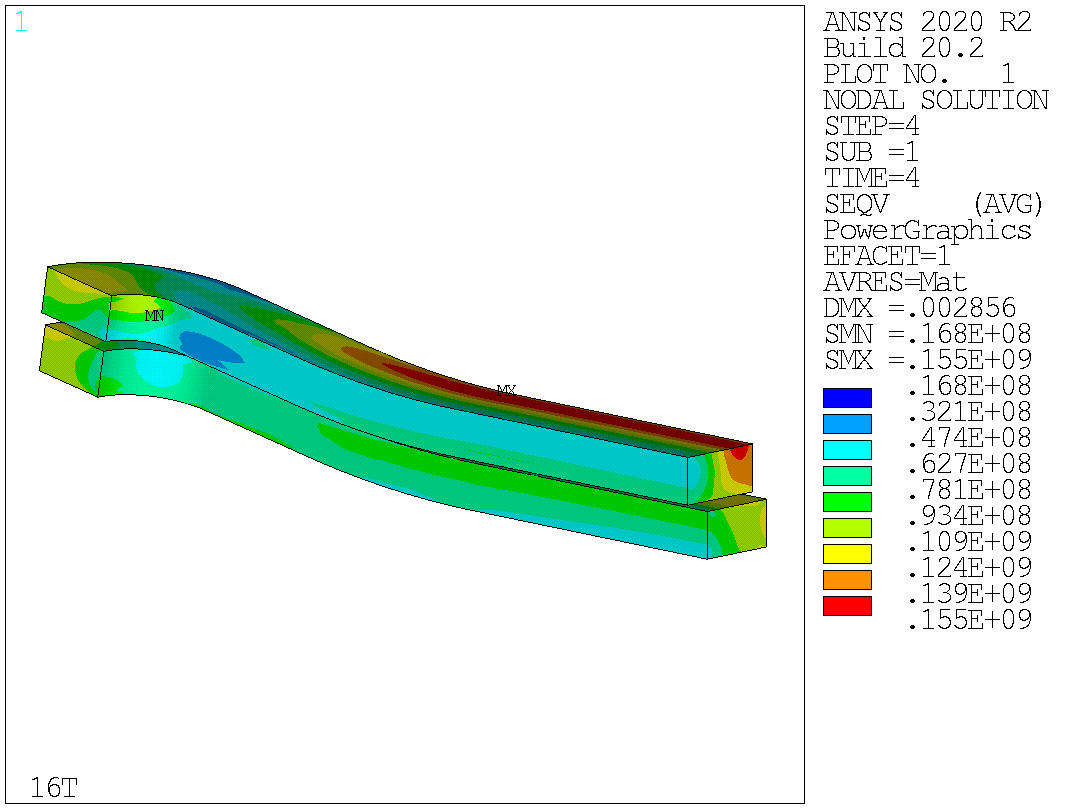 1
ANSYS 2020 R2
Build 20.2
PLOT NO. 1
NODAL SOLUTION
STEP=4
SUB =1
TIME=4
SEQV (AVG)
PowerGraphics
EFACET=1
AVRES=Mat
DMX =.002856
SMN =.168E+08
SMX =.155E+09
.168E+08
.321E+08
.474E+08
.627E+08
.781E+08
.934E+08
.109E+09
.124E+09
.139E+09
.155E+09
MN
MX
16T